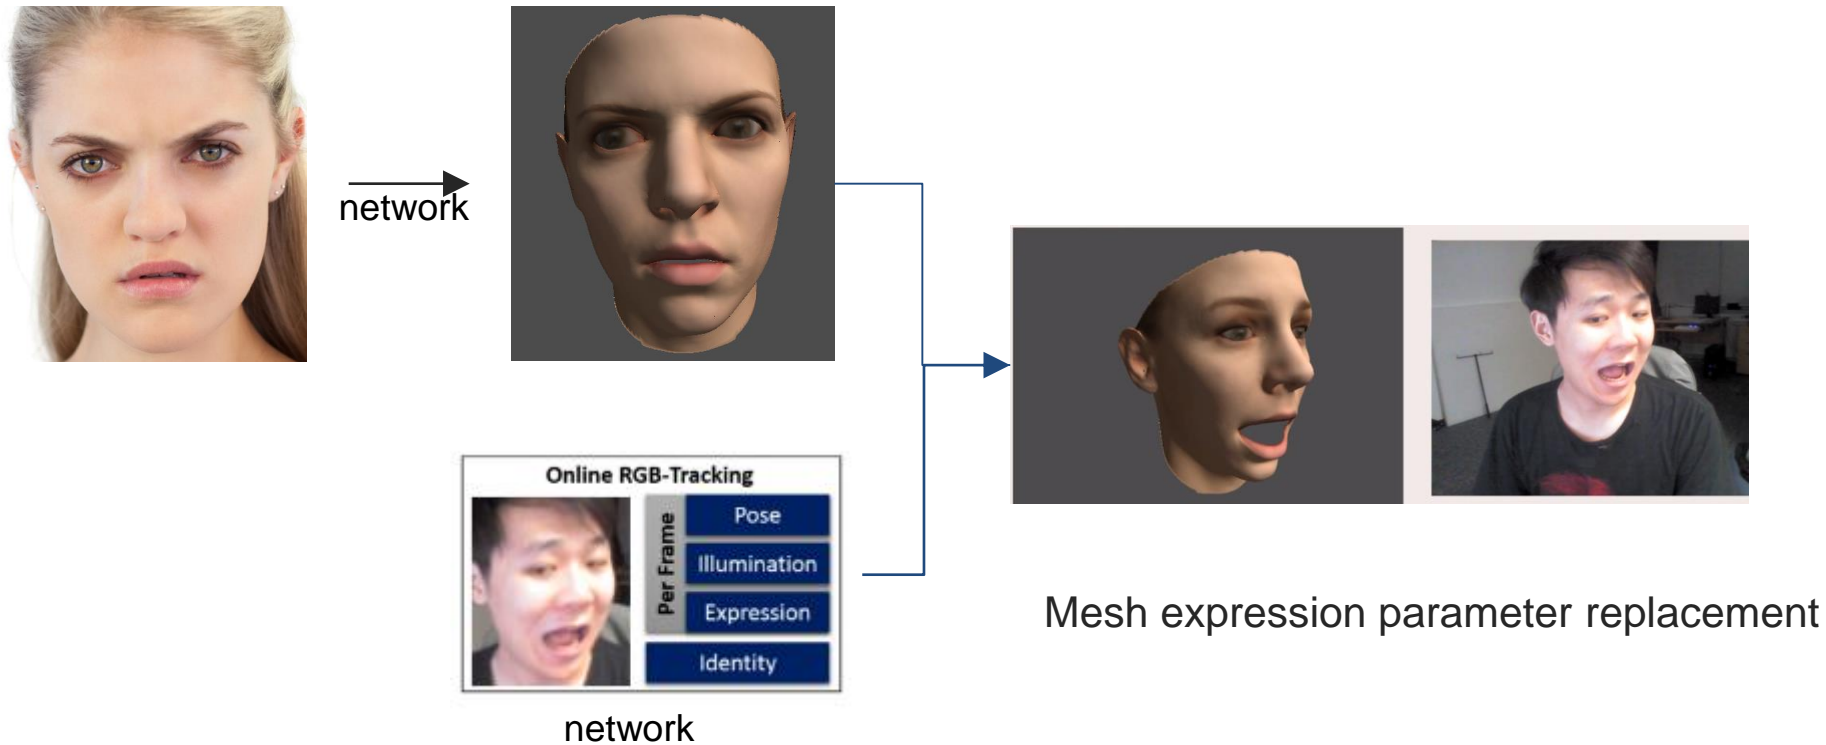 network
Online RGB-Tracking
Per Frame
Pose
Illumination
Expression
Identity
network
Mesh expression parameter replacement